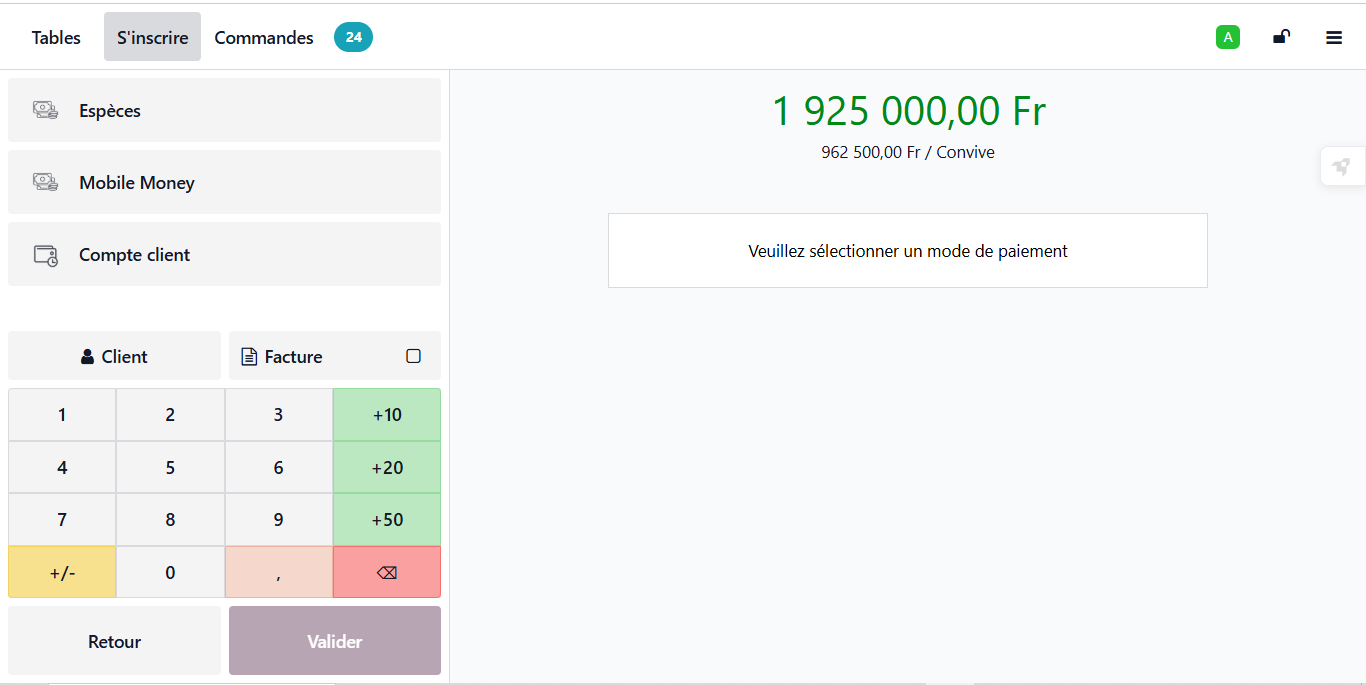 Tables S'inscrire Commandes 24 A
Espèces
Mobile Money
Compte client
Client Facture
1 2 3 +10
4 5 6 +20
7 8 9 +50
+/- 0 , ⌫
Retour Valider
1 925 000,00 Fr
962 500,00 Fr / Convive
Veuillez sélectionner un mode de paiement